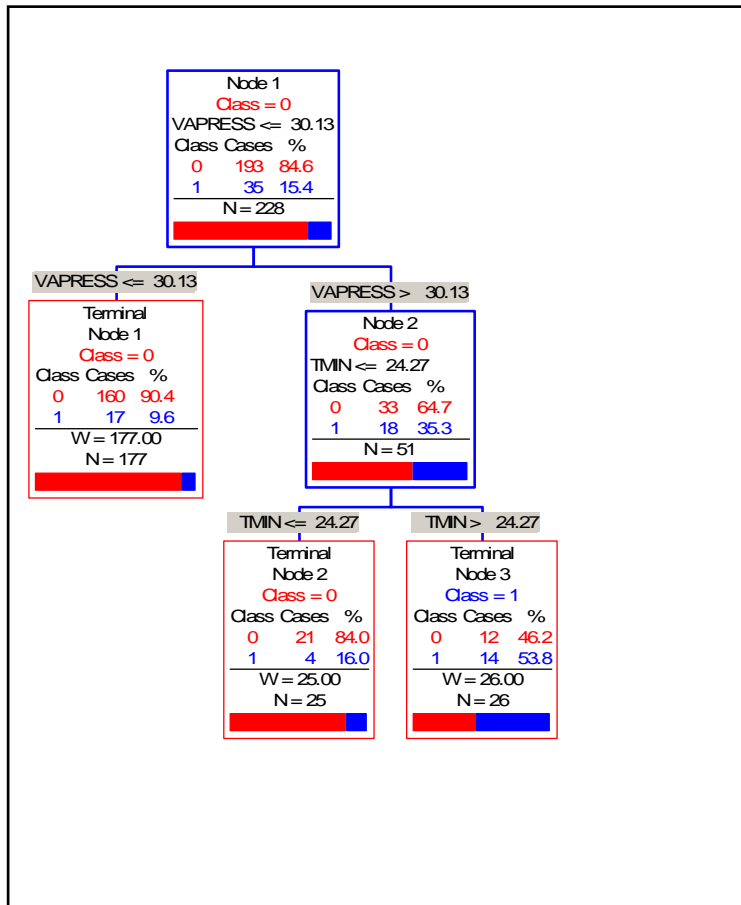 Node 1
Class = 0
VAPRESS <= 30.13
Class Cases %
0 193 84.6
1 35 15.4
N = 228
VAPRESS <= 30.13
Terminal
Node 1
Class = 0
Class Cases %
0 160 90.4
1 17 9.6
W = 177.00
N = 177
VAPRESS > 30.13
Node 2
Class = 0
TMIN <= 24.27
Class Cases %
0 33 64.7
1 18 35.3
N = 51
TMIN <= 24.27
Terminal
Node 2
Class = 0
Class Cases %
0 21 84.0
1 4 16.0
W = 25.00
N = 25
TMIN > 24.27
Terminal
Node 3
Class = 1
Class Cases %
0 12 46.2
1 14 53.8
W = 26.00
N = 26